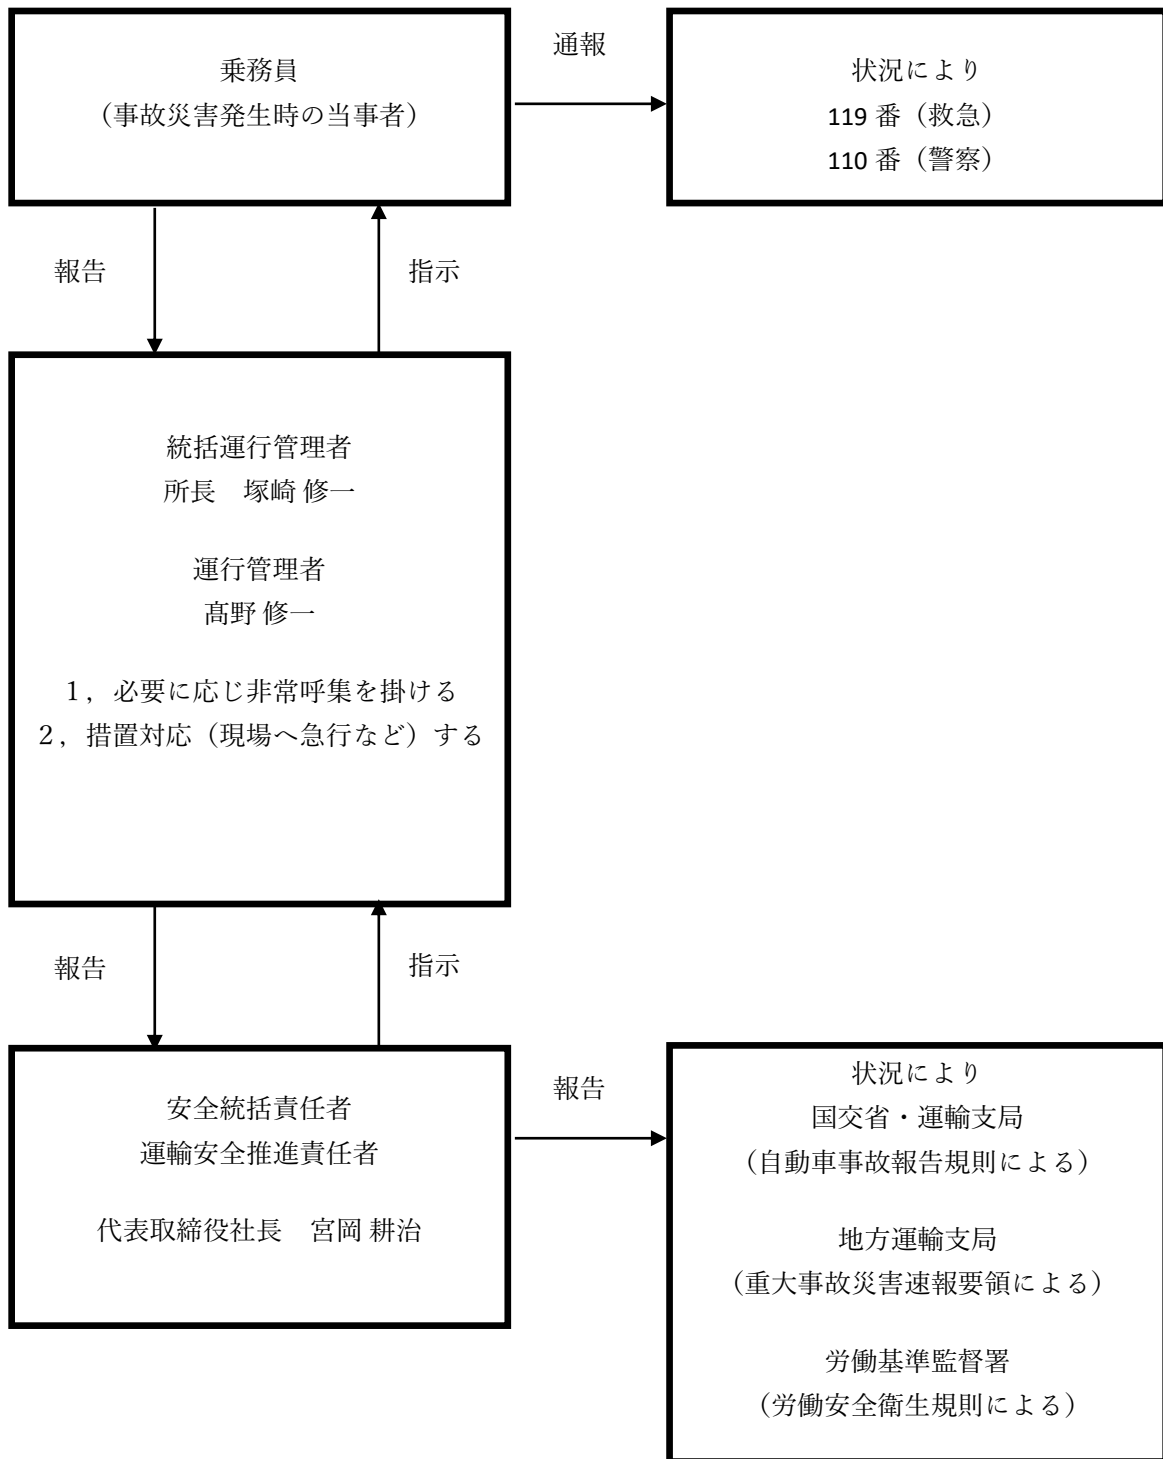 乗務員
（事故災害発生時の当事者）
通報
状況により
119 番（救急）
110 番（警察）
報告
指示
統括運行管理者
所長　塚崎 修一
運行管理者
髙野 修一
１，必要に応じ非常呼集を掛ける
２，措置対応（現場へ急行など）する
報告
指示
安全統括責任者
運輸安全推進責任者
代表取締役社長　宮岡 耕治
報告
状況により
国交省・運輸支局
（自動車事故報告規則による）
地方運輸支局
（重大事故災害速報要領による）
労働基準監督署
（労働安全衛生規則による）